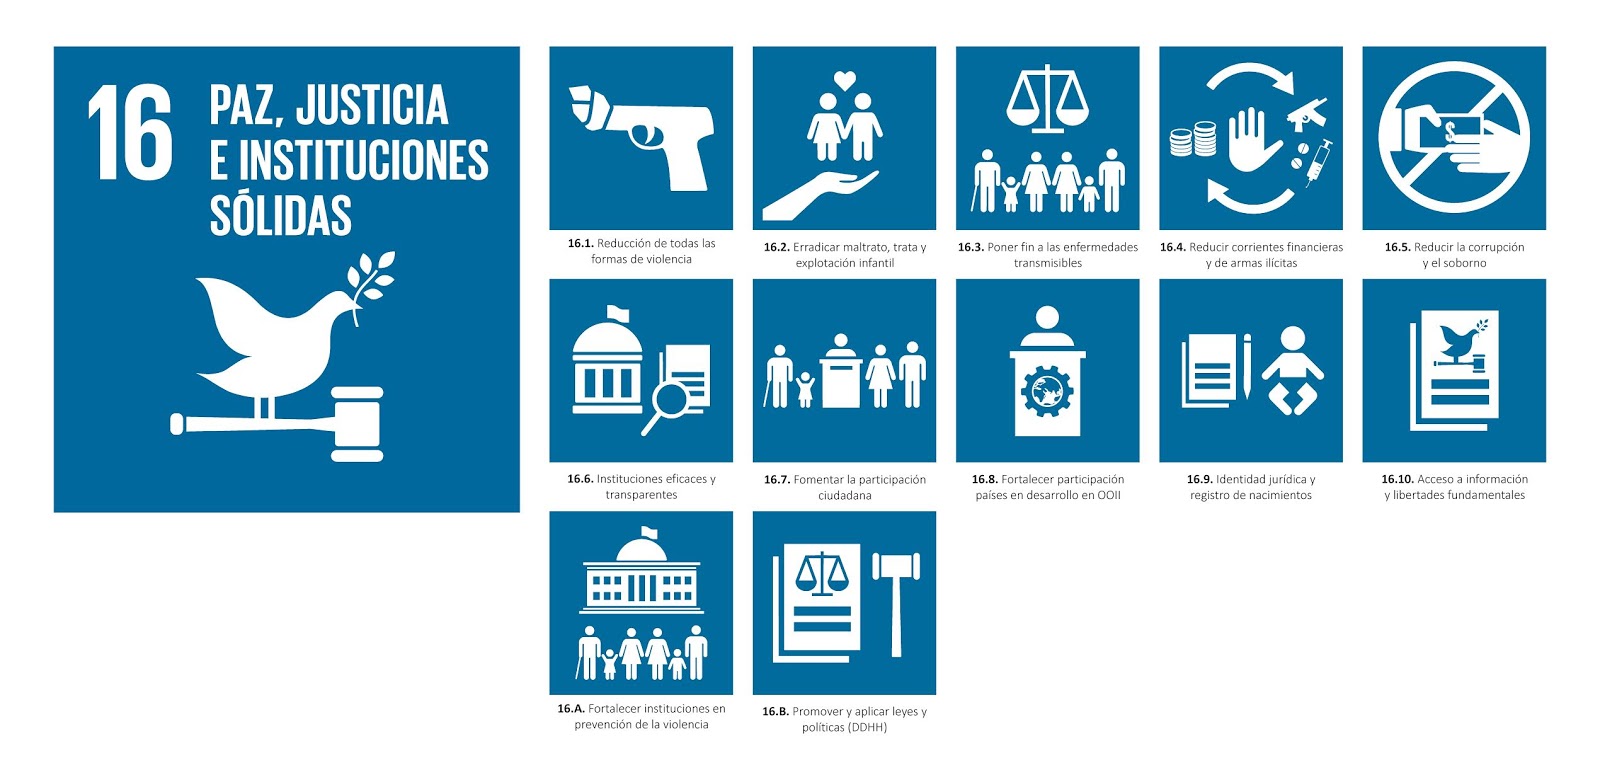 16
PAZ, JUSTICIA
E INSTITUCIONES
SÓLIDAS
16.1. Reducción de todas las
formas de violencia
16.2. Erradicar maltrato, trata y
explotación infantil
16.3. Poner fin a las enfermedades
transmisibles
16.4. Reducir corrientes financieras
y de armas ilícitas
$
16.5. Reducir la corrupción
y el soborno
16.6. Instituciones eficaces y
transparentes
16.7. Fomentar la participación
ciudadana
16.8. Fortalecer participación
países en desarrollo en OOII
16.9. Identidad jurídica y
registro de nacimientos
16.10. Acceso a información
y libertades fundamentales
16.A. Fortalecer instituciones en
prevención de la violencia
16.B. Promover y aplicar leyes y
políticas (DDHH)